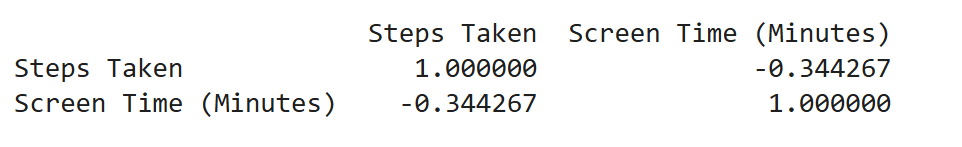 Steps Taken  Screen Time (Minutes)
Steps Taken  1.000000  -0.344267
Screen Time (Minutes)  -0.344267  1.000000